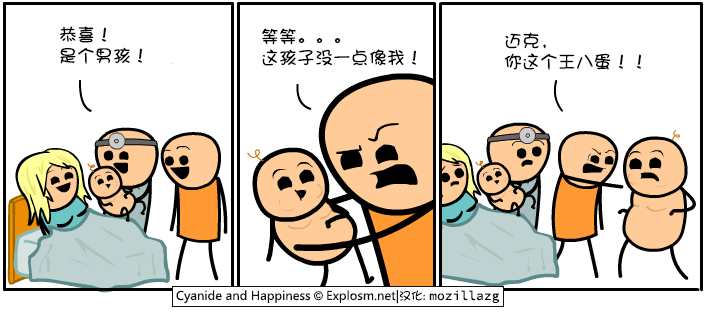 恭喜！
是个男孩！
等等。。。
这孩子没一点像我！
迈克，
你这个王八蛋！！
Cyanide and Happiness © Explosm.net|汉化: mozillazg